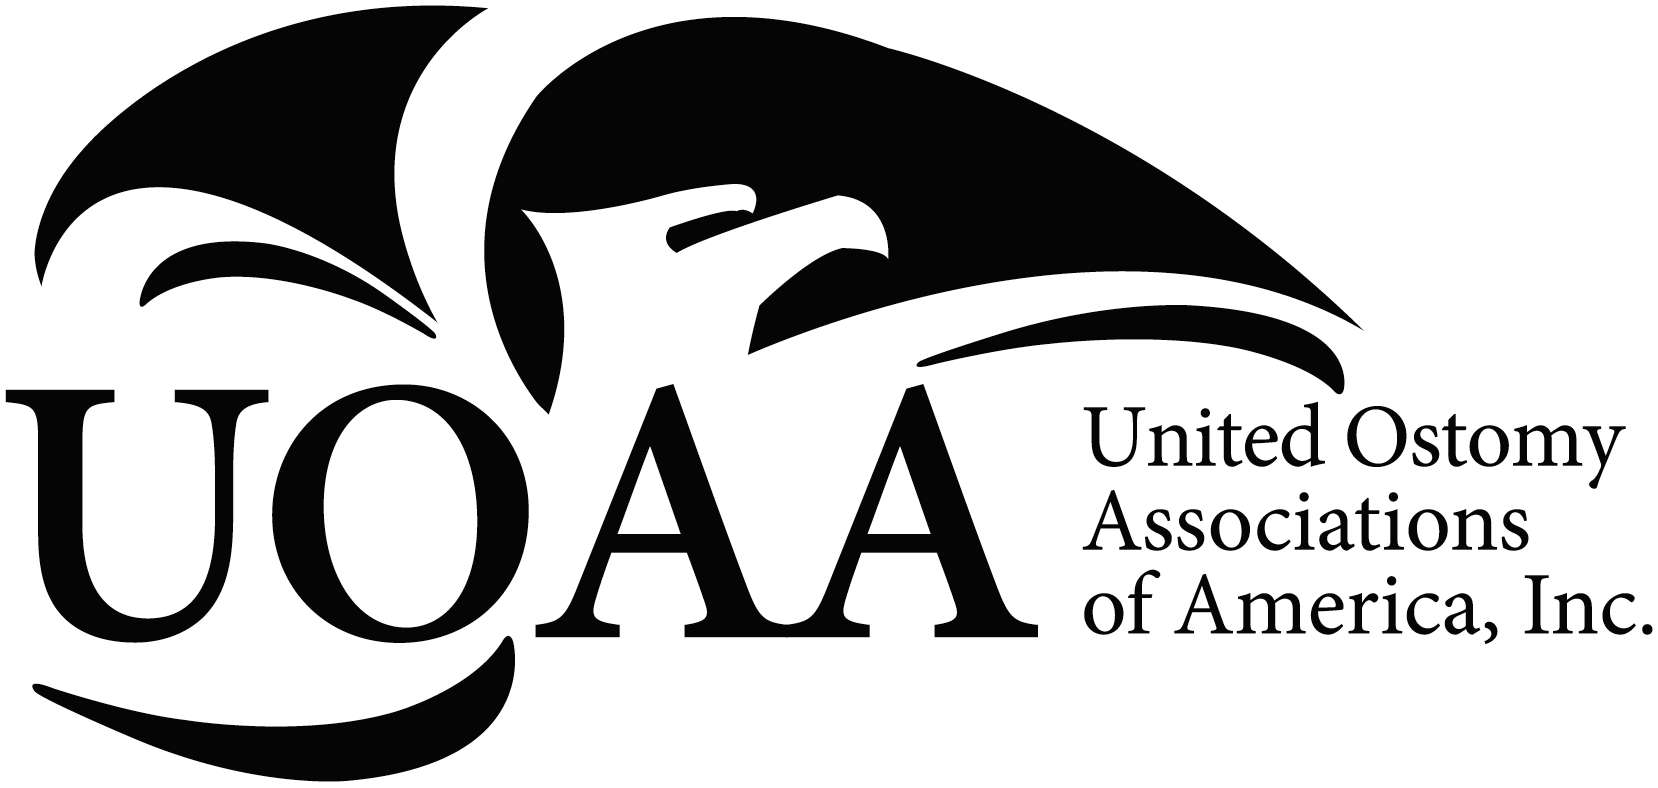 UOAA
United Ostomy
Associations
of America, Inc.